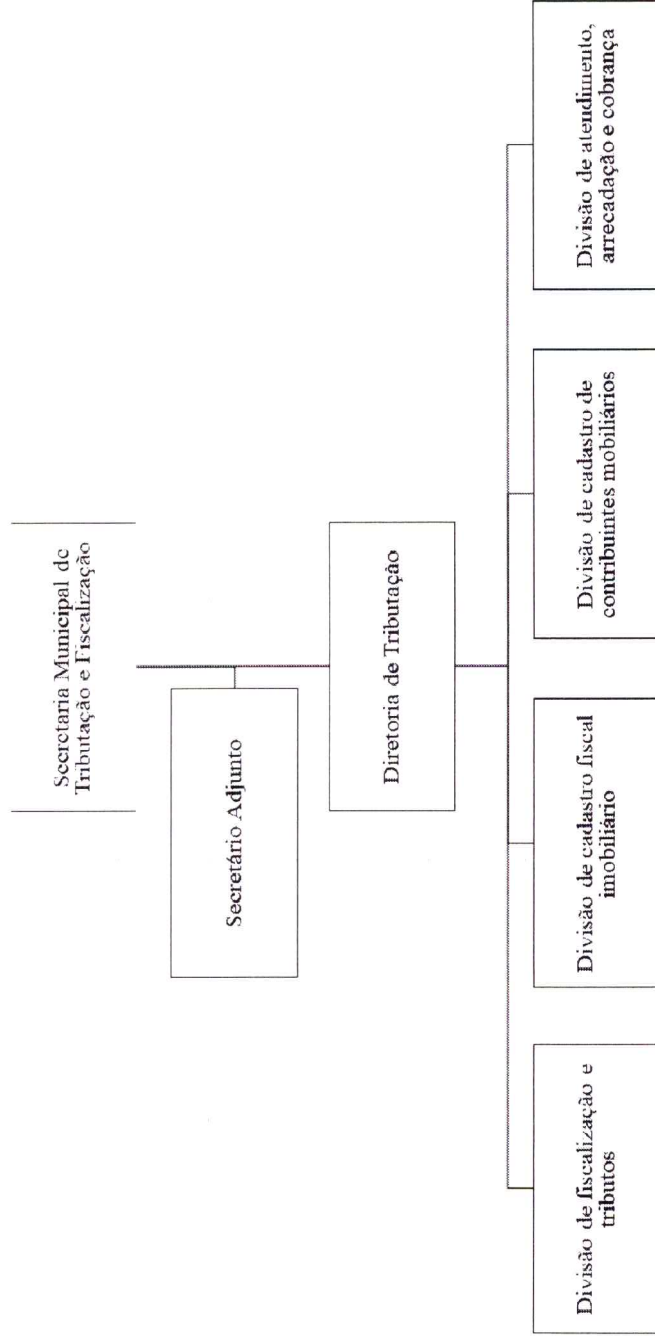 Secretaria Municipal de
Tributação e Fiscalização
Secretário Adjunto
Diretoria de Tributação
Divisão de fiscalização e
tributos
Divisão de cadastro fiscal
imobiliário
Divisão de cadastro de
contribuintes mobiliários
Divisão de atendimento,
arrecadação e cobrança